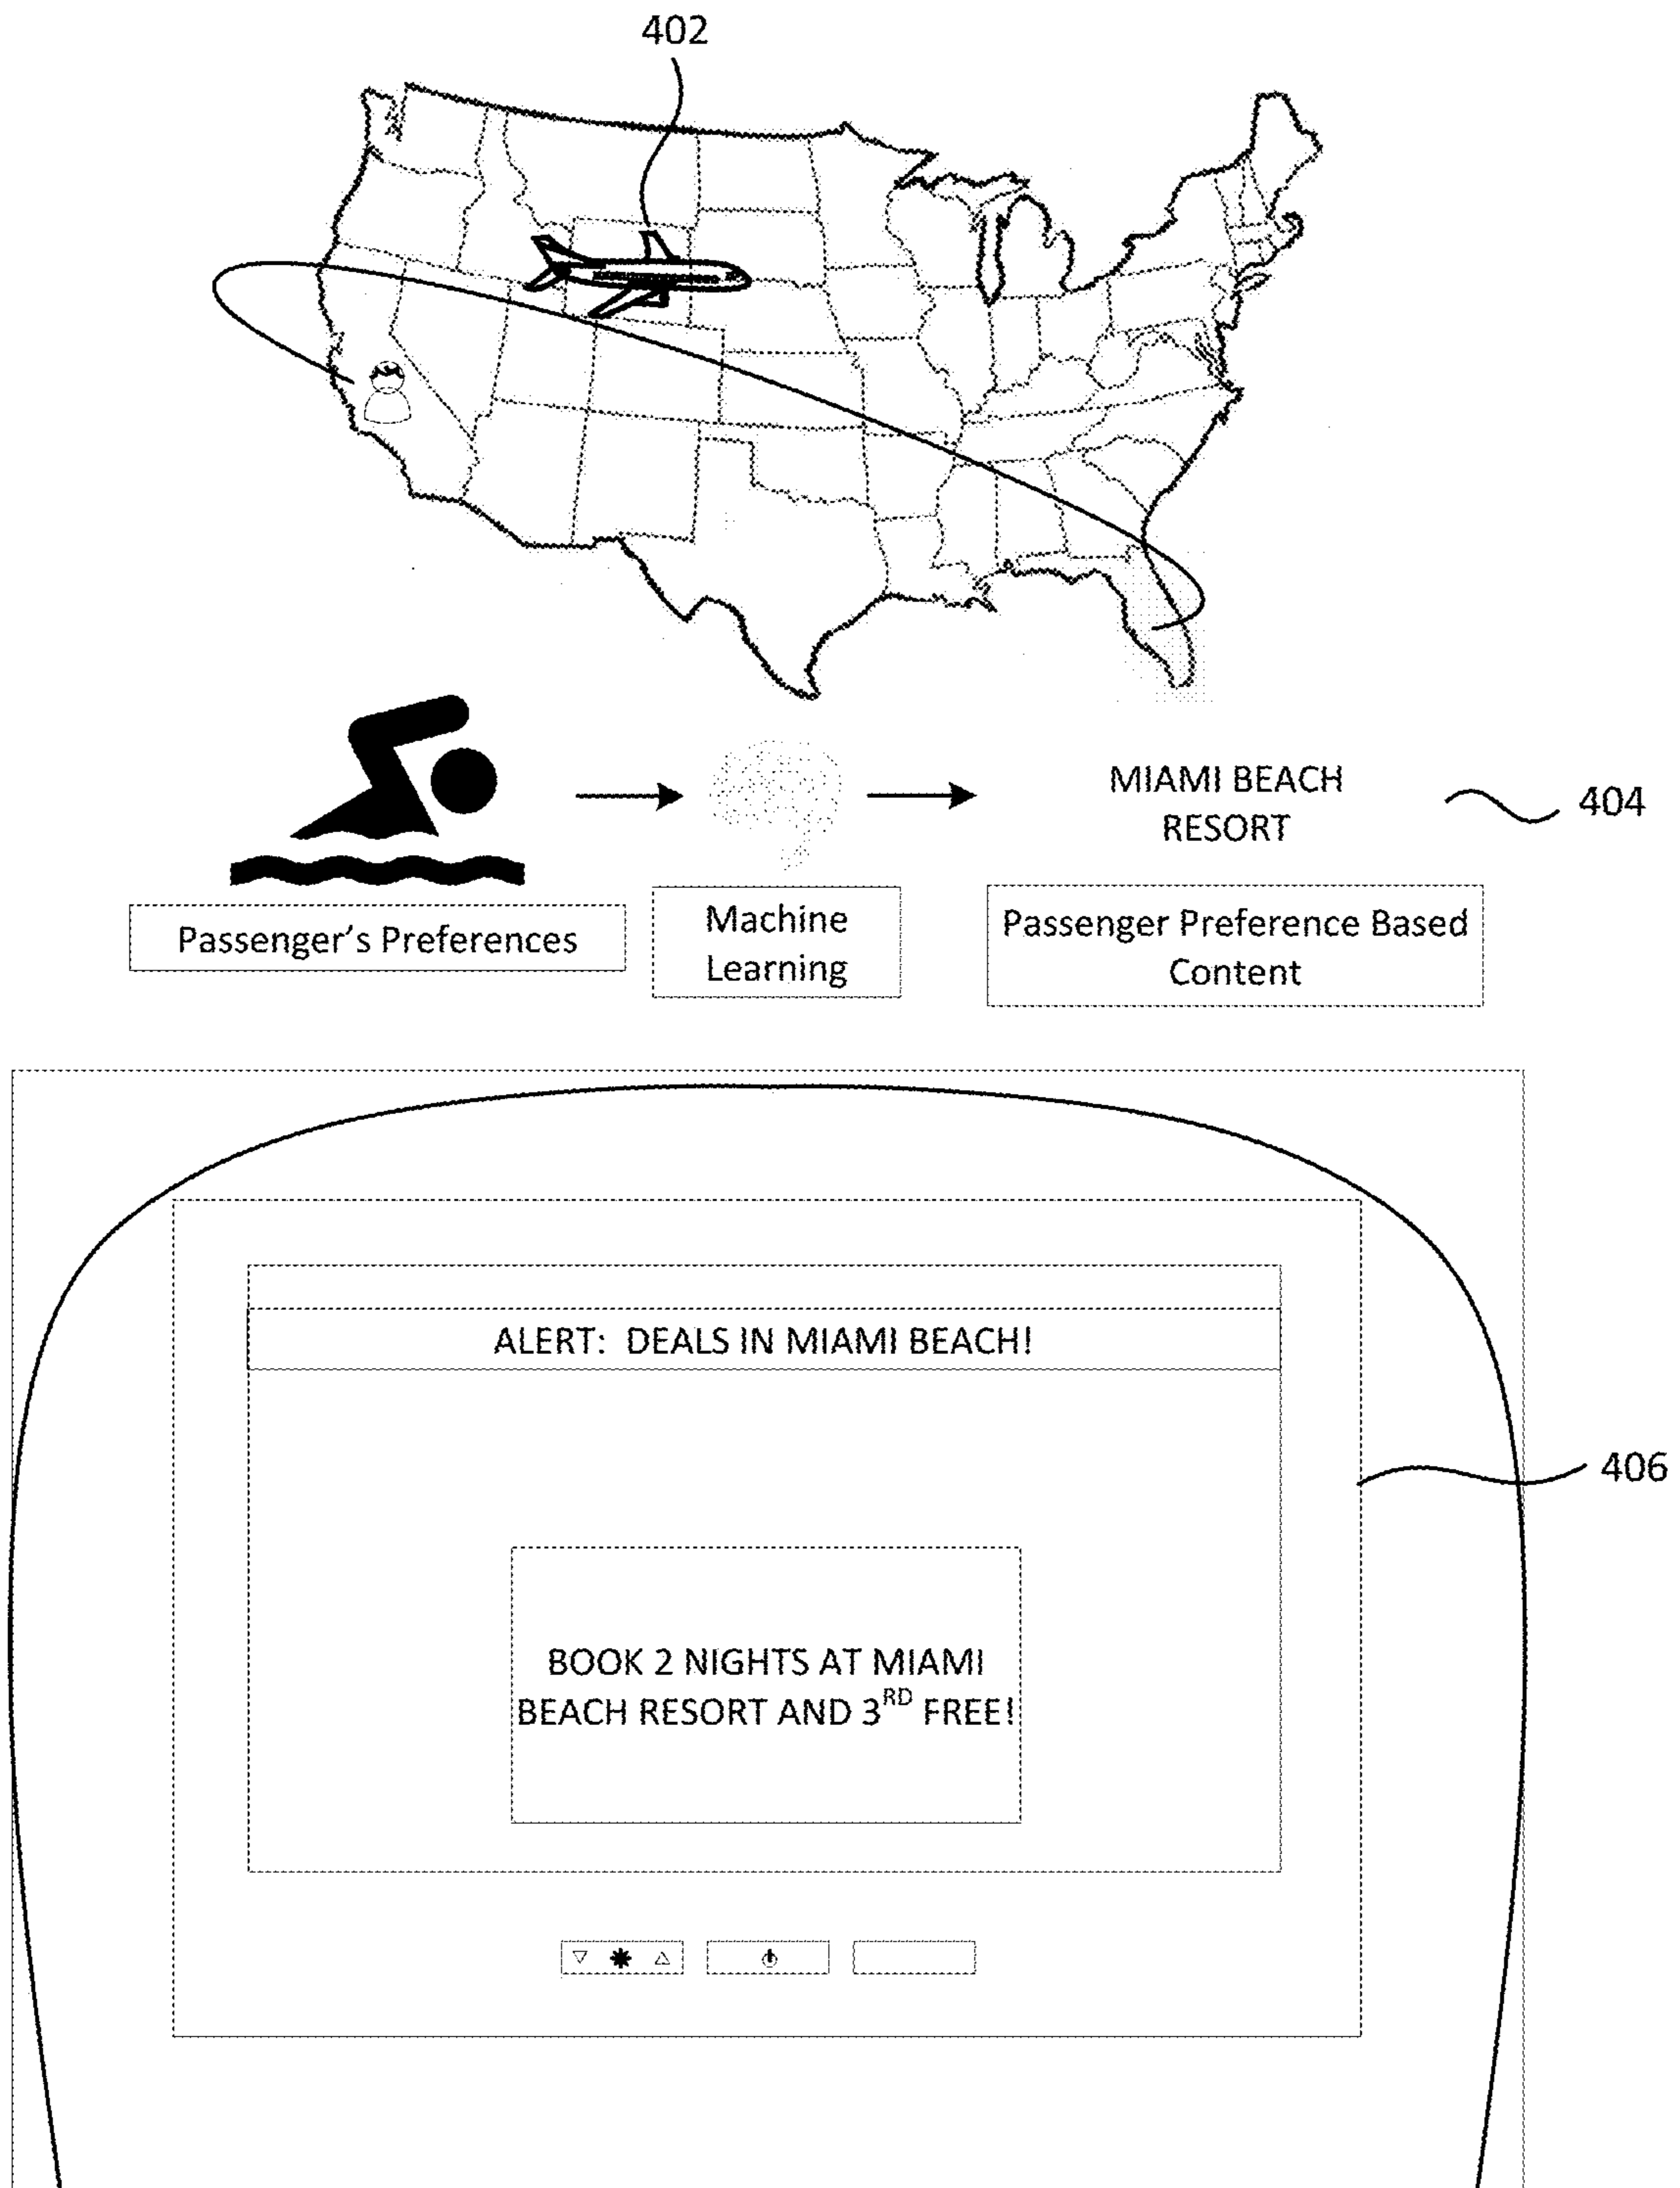 402
MIAMI BEACH
RESORT
404
Passenger's Preferences
Machine
Learning
Passenger Preference Based
Content
ALERT: DEALS IN MIAMI BEACH!
406
BOOK 2 NIGHTS AT MIAMI
BEACH RESORT AND 3RD FREE!